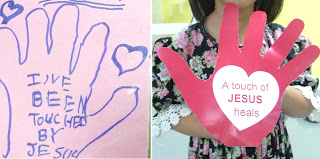 I'VE
BEEN
TOUCHED
BY
JESUS
A touch of
JESUS
heals